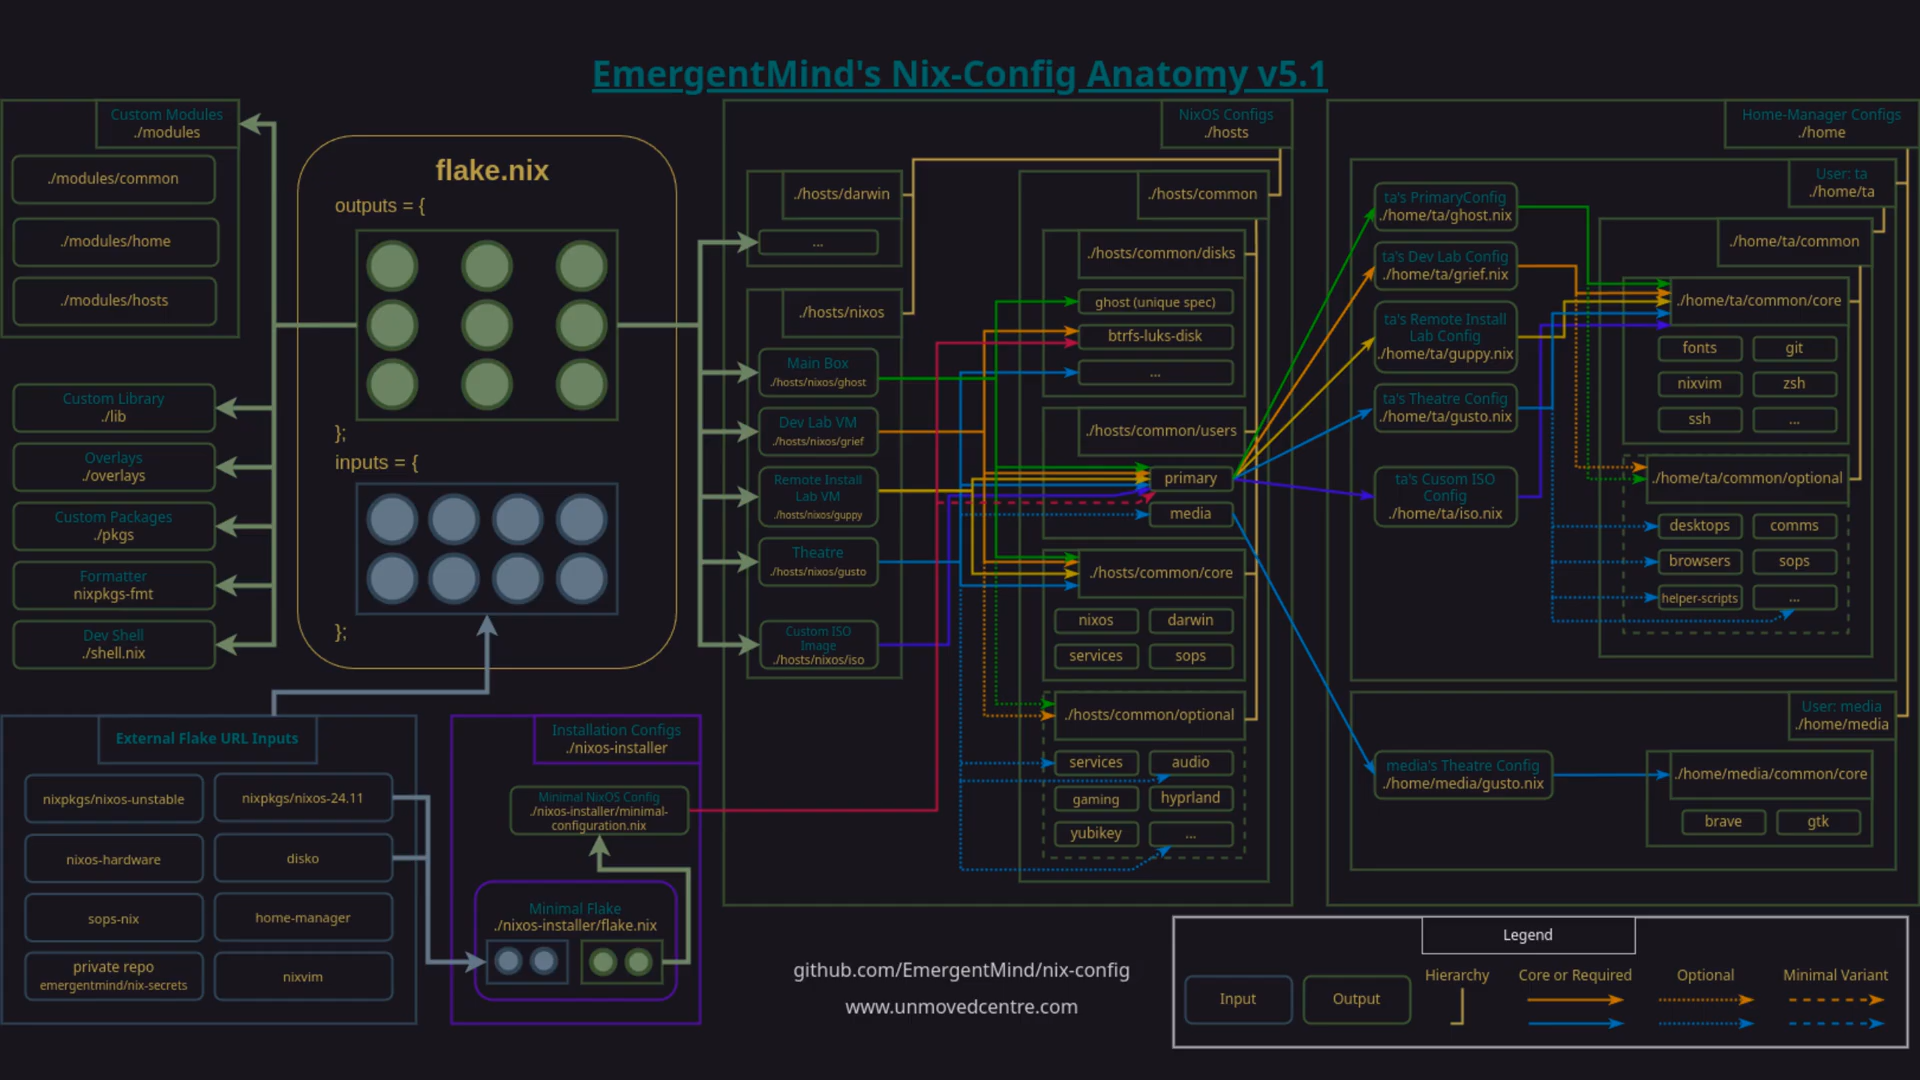 EmergentMind's Nix-Config Anatomy v5.1
Custom Modules
./modules
./modules/common
./modules/home
./modules/hosts
Custom Library
./lib
Overlays
./overlays
Custom Packages
./pkgs
Formatter
nixpkgs-fmt
Dev Shell
./shell.nix
flake.nix
outputs = {
};
inputs = {
};
External Flake URL Inputs
nixpkgs/nixos-unstable
nixpkgs/nixos-24.11
nixos-hardware
disko
sops-nix
home-manager
private repo
emergentmind/nix-secrets
nixvim
Installation Configs
./nixos-installer
Minimal NixOS Config
./nixos-installer/minimal-
configuration.nix
Minimal Flake
./nixos-installer/flake.nix
NixOS Configs
./hosts
./hosts/darwin
...
./hosts/nixos
Main Box
./hosts/nixos/ghost
Dev Lab VM
./hosts/nixos/grief
Remote Install
Lab VM
./hosts/nixos/guppy
Theatre
./hosts/nixos/gusto
Custom ISO
Image
./hosts/nixos/iso
./hosts/common
./hosts/common/disks
ghost (unique spec)
btrfs-luks-disk
...
./hosts/common/users
primary
media
./hosts/common/core
nixos
darwin
services
sops
./hosts/common/optional
services
audio
gaming
hyprland
yubikey
...
Home-Manager Configs
./home
User: ta
./home/ta
ta's PrimaryConfig
./home/ta/ghost.nix
ta's Dev Lab Config
./home/ta/grief.nix
ta's Remote Install
Lab Config
./home/ta/guppy.nix
ta's Theatre Config
./home/ta/gusto.nix
ta's Cusom ISO
Config
./home/ta/iso.nix
./home/ta/common
./home/ta/common/core
fonts
git
nixvim
zsh
ssh
...
./home/ta/common/optional
desktops
comms
browsers
sops
helper-scripts
...
User: media
./home/media
media's Theatre Config
./home/media/gusto.nix
./home/media/common/core
brave
gtk
github.com/EmergentMind/nix-config
www.unmovedcentre.com
Legend
Input
Output
Hierarchy
Core or Required
Optional
Minimal Variant